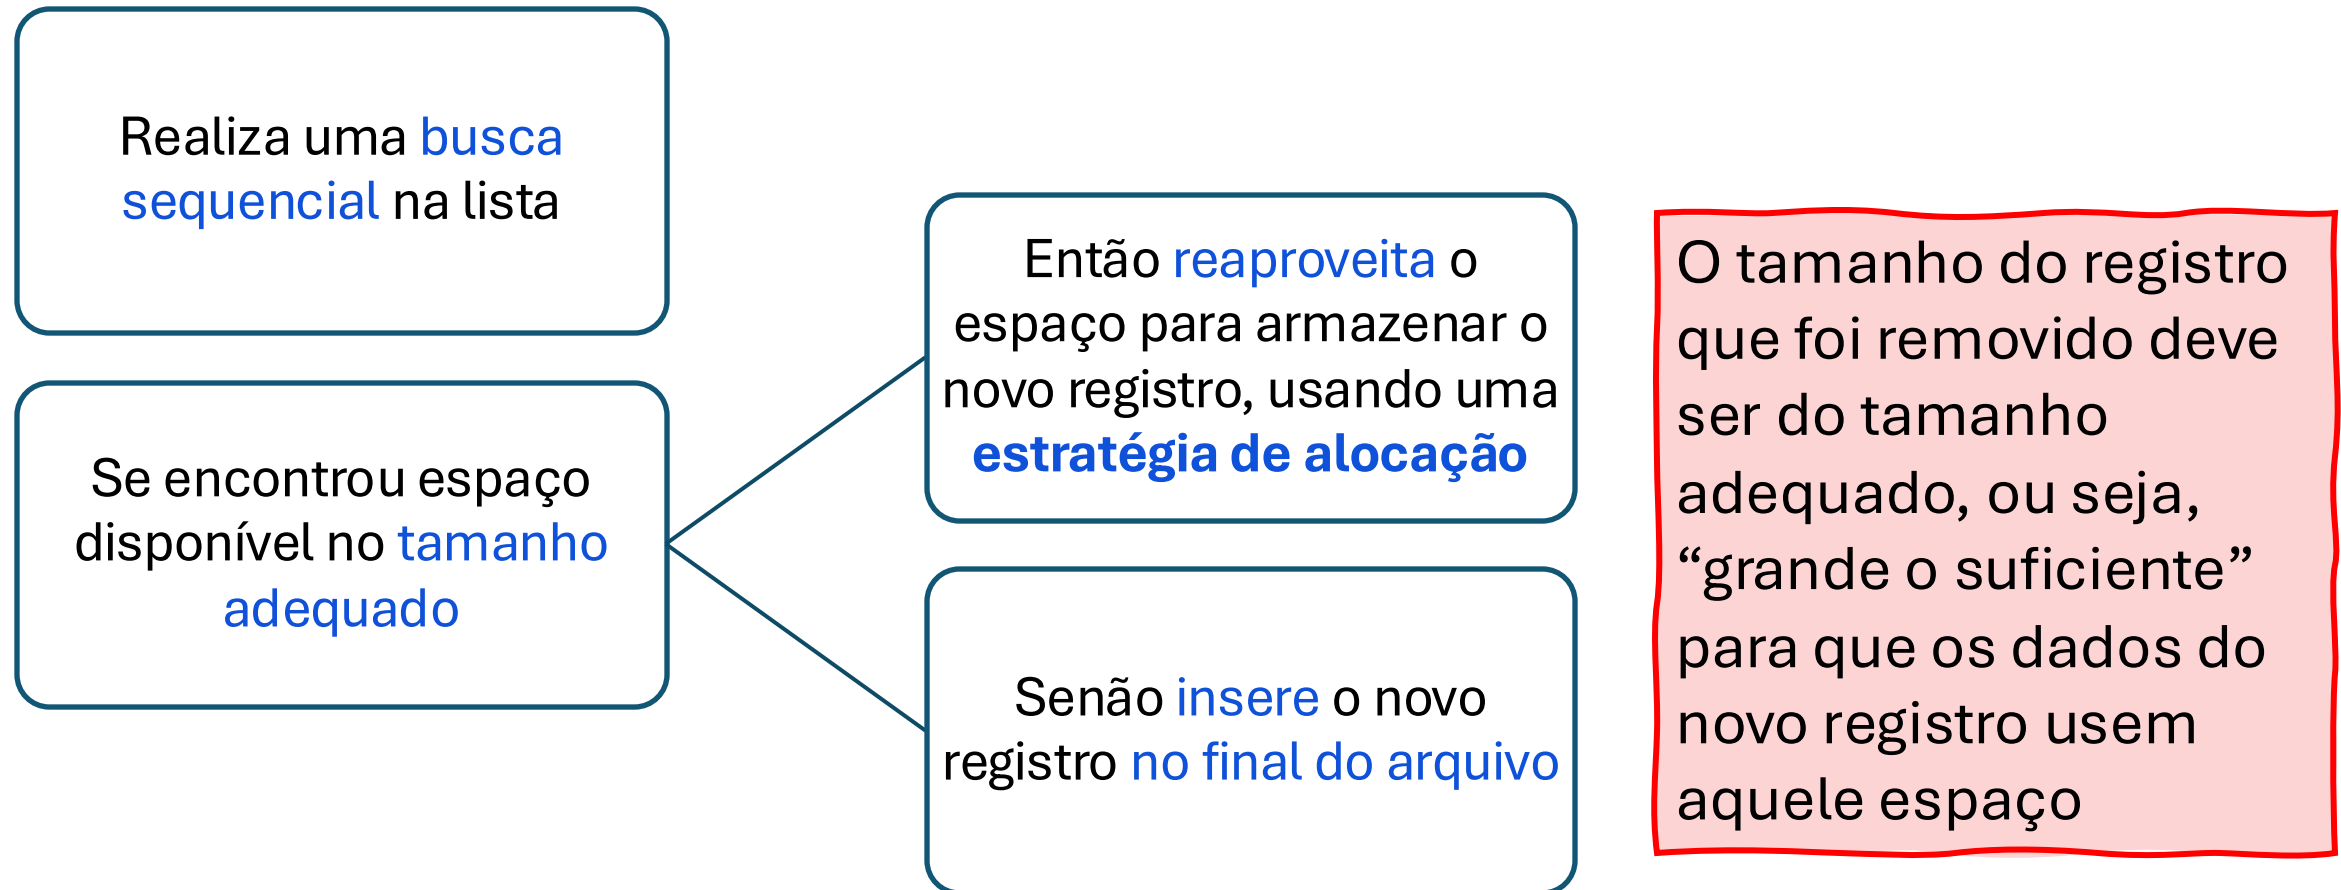 Realiza uma busca
sequencial na lista
Se encontrou espaço
disponível no tamanho
adequado
Então reaproveita o
espaço para armazenar o
novo registro, usando uma
estratégia de alocação
Senão insere o novo
registro no final do arquivo
O tamanho do registro
que foi removido deve
ser do tamanho
adequado, ou seja,
“grande o suficiente”
para que os dados do
novo registro usem
aquele espaço